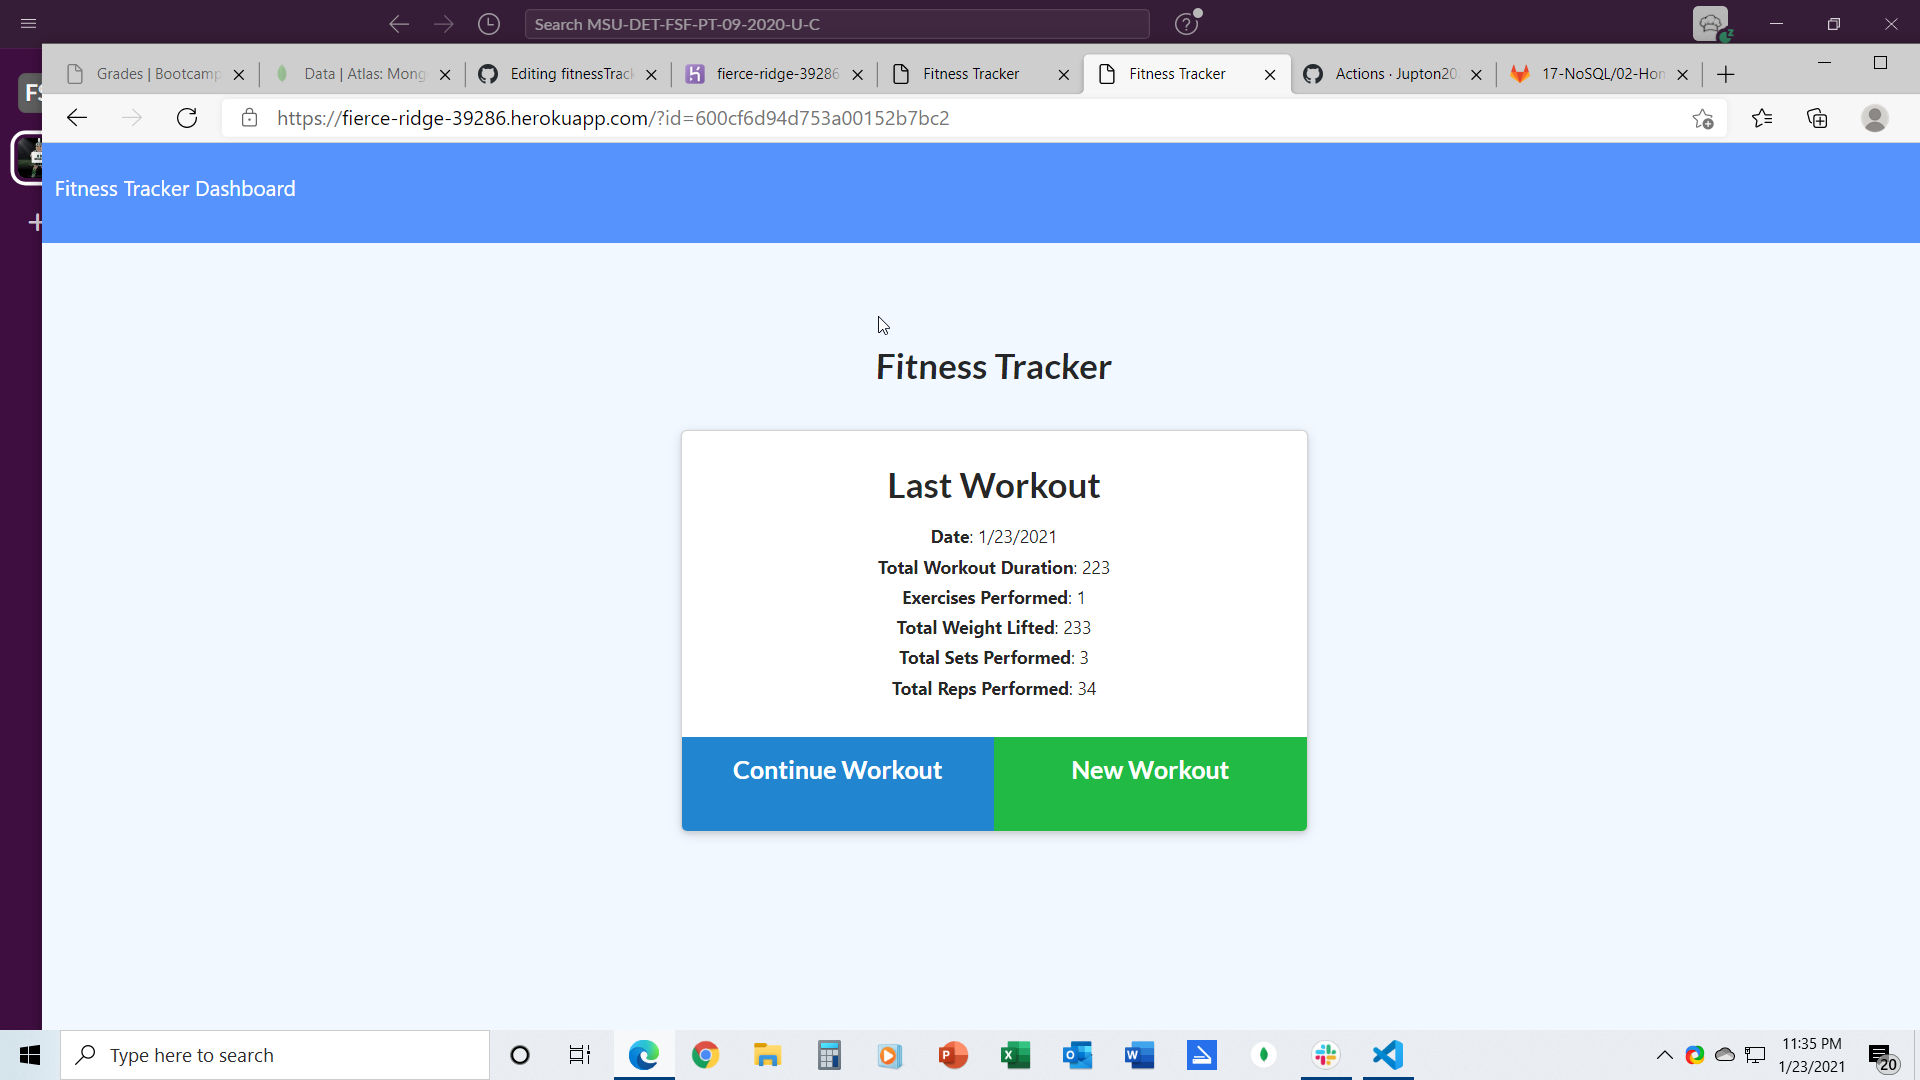 Search MSU-DET-FSF-PT-09-2020-U-C
FS
Grades | Bootcamp
Data | Atlas: Mong
Editing fitnessTrack
fierce-ridge-39286
Fitness Tracker
Fitness Tracker
Actions · Jupton20
17-NoSQL/02-Hom
https://fierce-ridge-39286.herokuapp.com/?id=600cf6d94d753a00152b7bc2
Fitness Tracker Dashboard
Fitness Tracker
Last Workout
Date: 1/23/2021
Total Workout Duration: 223
Exercises Performed: 1
Total Weight Lifted: 233
Total Sets Performed: 3
Total Reps Performed: 34
Continue Workout
New Workout
Type here to search
11:35 PM
1/23/2021
20